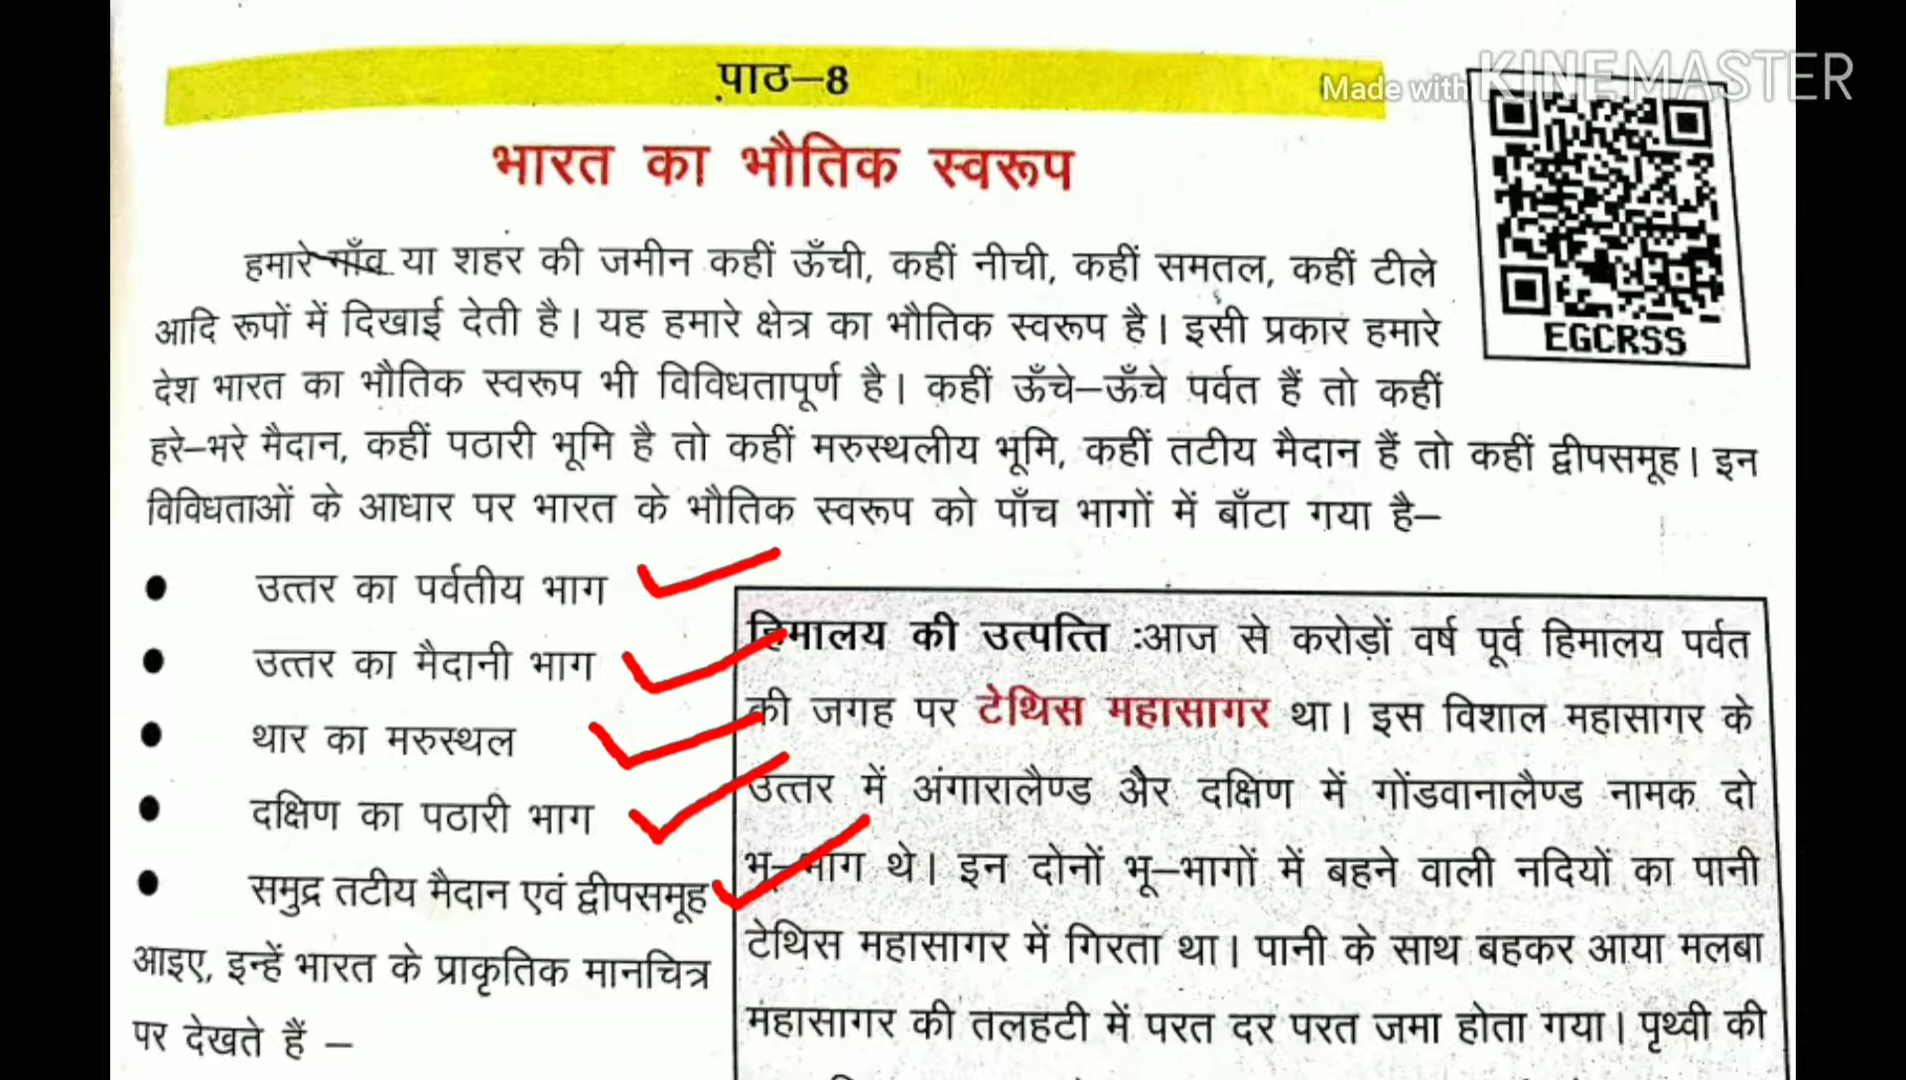 पाठ–8
Made with KINEMASTER
भारत का भौतिक स्वरूप
EGCRSS
हमारे गाँव या शहर की जमीन कहीं ऊँची, कहीं नीची, कहीं समतल, कहीं टीले
आदि रूपों में दिखाई देती है। यह हमारे क्षेत्र का भौतिक स्वरूप है। इसी प्रकार हमारे
देश भारत का भौतिक स्वरूप भी विविधतापूर्ण है। कहीं ऊँचे–ऊँचे पर्वत हैं तो कहीं
हरे–भरे मैदान, कहीं पठारी भूमि है तो कहीं मरुस्थलीय भूमि, कहीं तटीय मैदान हैं तो कहीं द्वीपसमूह। इन
विविधताओं के आधार पर भारत के भौतिक स्वरूप को पाँच भागों में बाँटा गया है–
● उत्तर का पर्वतीय भाग
● उत्तर का मैदानी भाग
● थार का मरुस्थल
● दक्षिण का पठारी भाग
● समुद्र तटीय मैदान एवं द्वीपसमूह
आइए, इन्हें भारत के प्राकृतिक मानचित्र
पर देखते हैं –
हिमालय की उत्पत्ति :आज से करोड़ों वर्ष पूर्व हिमालय पर्वत
की जगह पर टेथिस महासागर था। इस विशाल महासागर के
उत्तर में अंगारालैण्ड और दक्षिण में गोंडवानालैण्ड नामक दो
भू–भाग थे। इन दोनों भू–भागों में बहने वाली नदियों का पानी
टेथिस महासागर में गिरता था। पानी के साथ बहकर आया मलबा
महासागर की तलहटी में परत दर परत जमा होता गया। पृथ्वी की